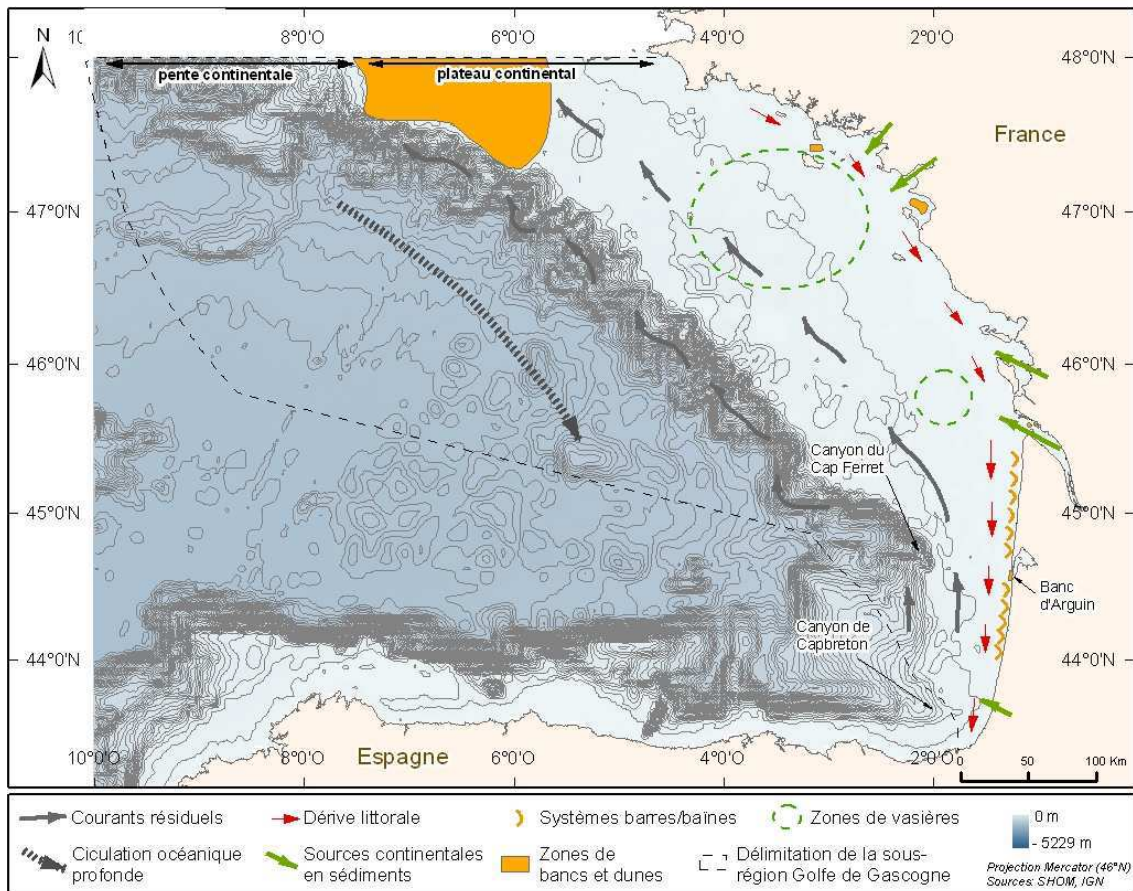 10
8°0'O
6°0'O
4°0'O
2°0'O
N
pente continentale
plateau continental
48°0'N
48°0'N
France
47°0'N
47°0'N
46°0'N
46°0'N
Canyon du
Cap Ferret
45°0'N
45°0'N
Banc
d'Arguin
Canyon de
Capbreton
44°0'N
44°0'N
Espagne
10°0'O
8°0'O
6°0'O
4°0'O
2°0'O
0 50 100 Km
Courants résiduels
Dérive littorale
Systèmes barres/baïnes
Zones de vasières
0 m
- 5229 m
Ciculation océanique
profonde
Sources continentales
en sédiments
Zones de
bancs et dunes
Délimitation de la sous-
région Golfe de Gascogne
Projection Mercator (46°N)
Sources: SHOM, IGN